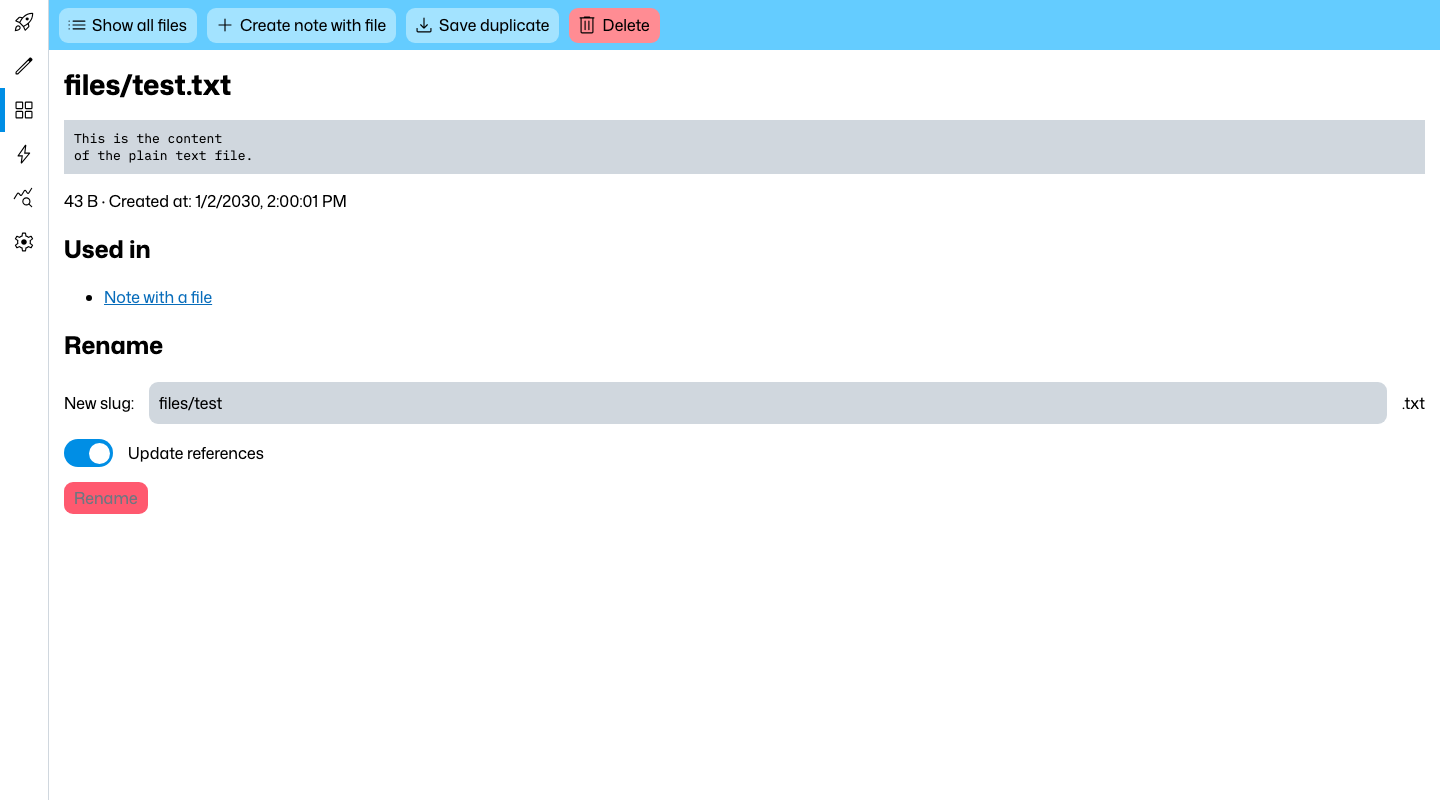 Show all files
Create note with file
Save duplicate
Delete
files/test.txt
This is the content
of the plain text file.
43 B · Created at: 1/2/2030, 2:00:01 PM
Used in
Note with a file
Rename
New slug: files/test .txt
Update references
Rename